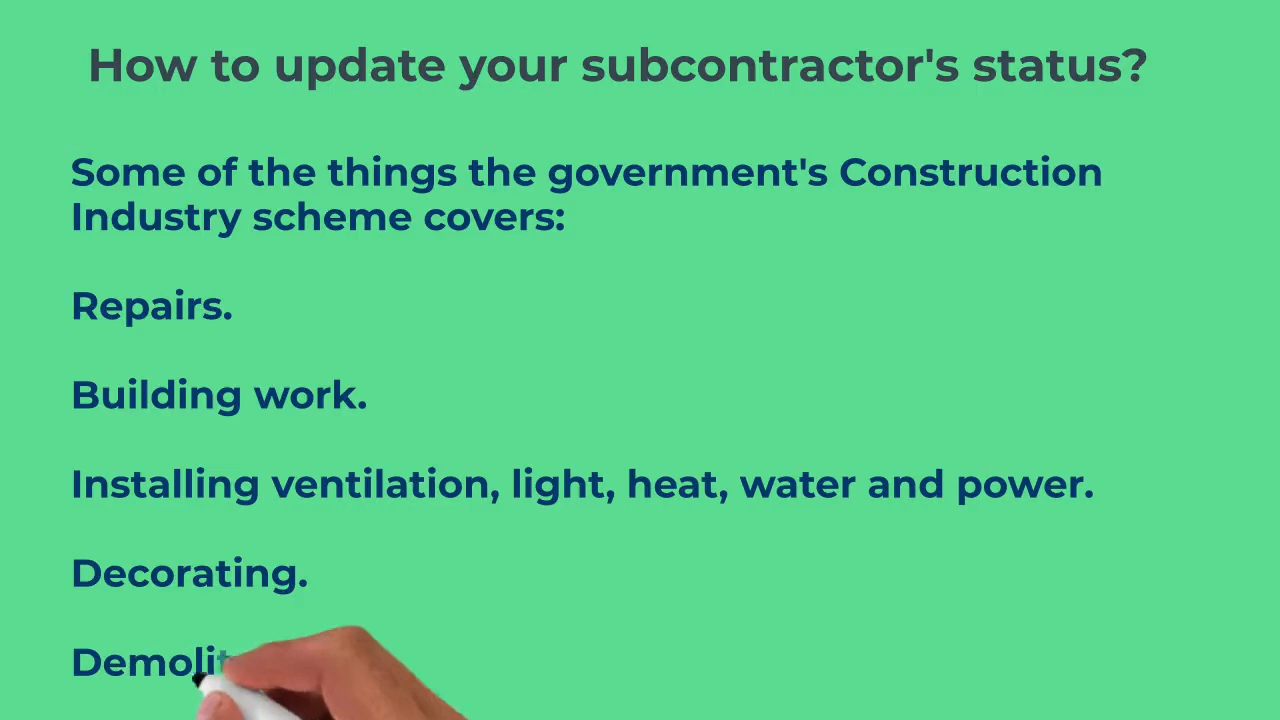 How to update your subcontractor's status?
Some of the things the government's Construction
Industry scheme covers:
Repairs.
Building work.
Installing ventilation, light, heat, water and power.
Decorating.